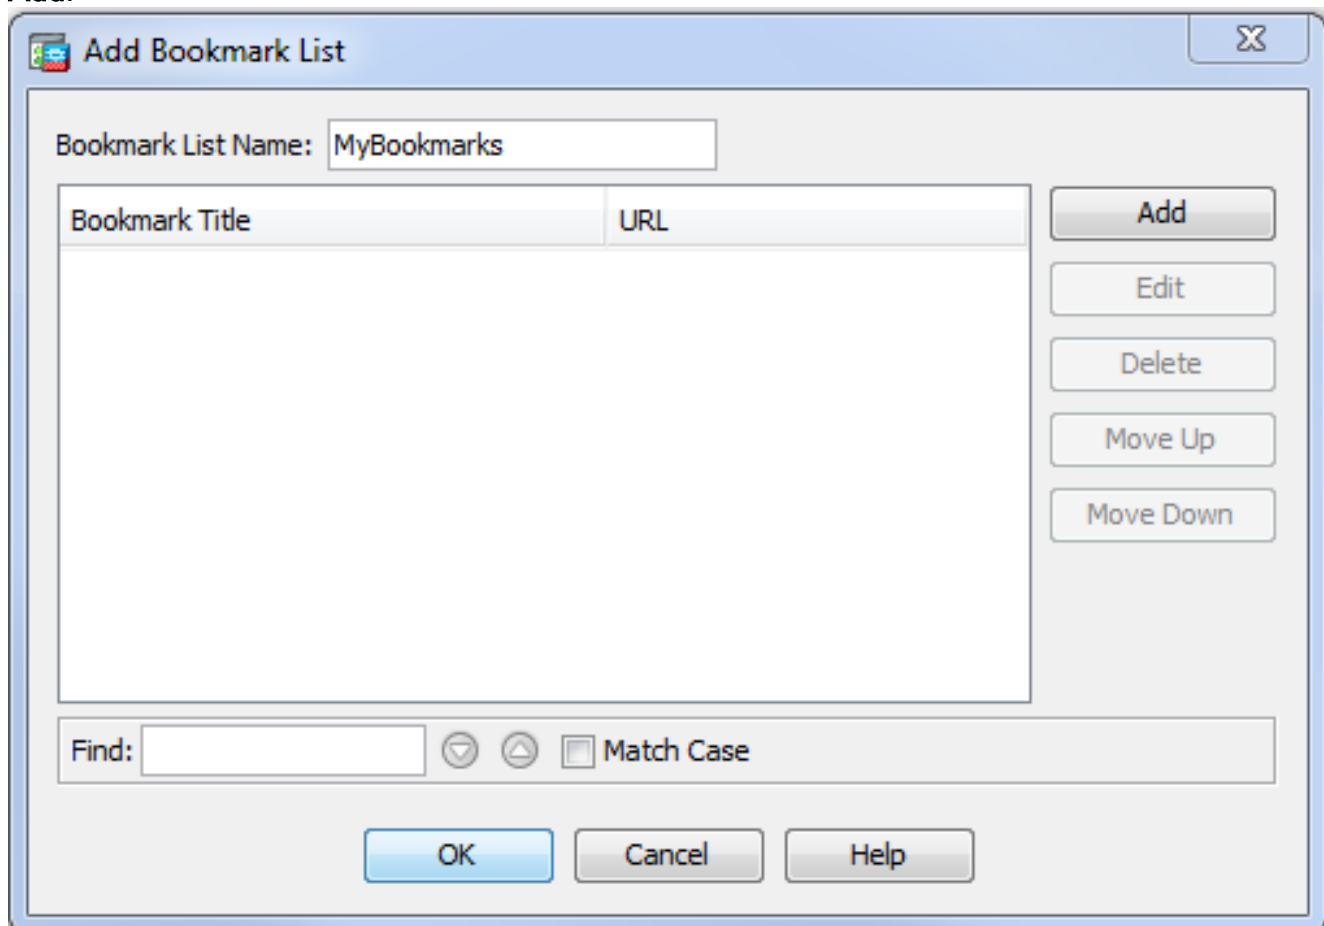 Add Bookmark List
Bookmark List Name: MyBookmarks
Bookmark Title URL
Add
Edit
Delete
Move Up
Move Down
Find: Match Case
OK Cancel Help